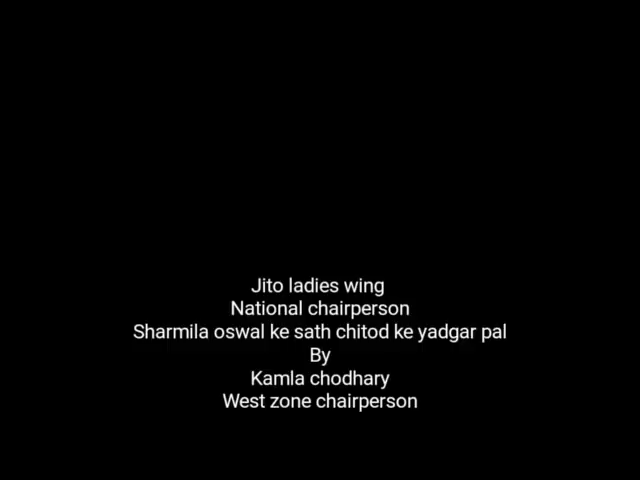 Jito ladies wing
National chairperson
Sharmila oswal ke sath chitod ke yadgar pal
By
Kamla chodhary
West zone chairperson